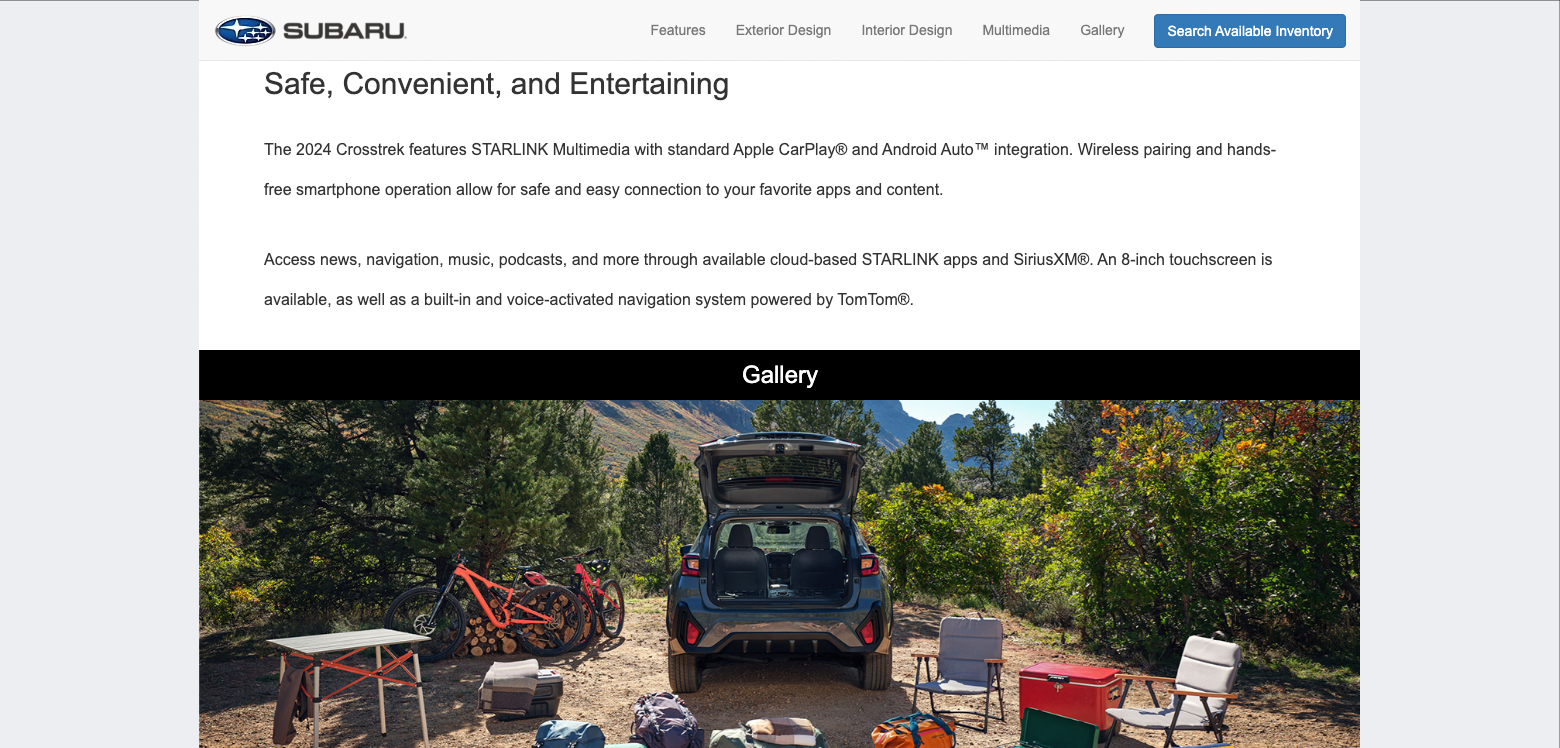 SUBARU
Features
Exterior Design
Interior Design
Multimedia
Gallery
Search Available Inventory
Safe, Convenient, and Entertaining
The 2024 Crosstrek features STARLINK Multimedia with standard Apple CarPlay® and Android Auto™ integration. Wireless pairing and hands-
free smartphone operation allow for safe and easy connection to your favorite apps and content.
Access news, navigation, music, podcasts, and more through available cloud-based STARLINK apps and SiriusXM®. An 8-inch touchscreen is
available, as well as a built-in and voice-activated navigation system powered by TomTom®.
Gallery